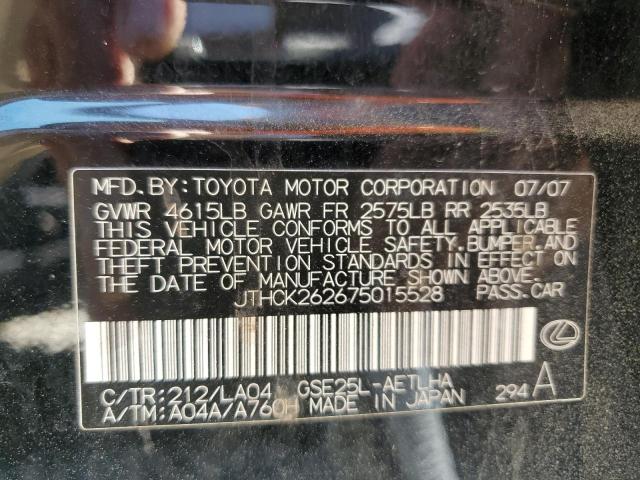 MFD.BY:TOYOTA MOTOR CORPORATION 07/07
GVWR 4615LB GAWR FR 2575LB RR 2535LB
THIS VEHICLE CONFORMS TO ALL APPLICABLE
FEDERAL MOTOR VEHICLE SAFETY.BUMPER.AND
THEFT PREVENTION STANDARDS IN EFFECT ON
THE DATE OF MANUFACTURE SHOWN ABOVE.
JTHCK262675015528 PASS.CAR
C/TR:212/LA04 GSE25L-AETLHA
A/TM:A04A/A760H MADE IN JAPAN 294 A